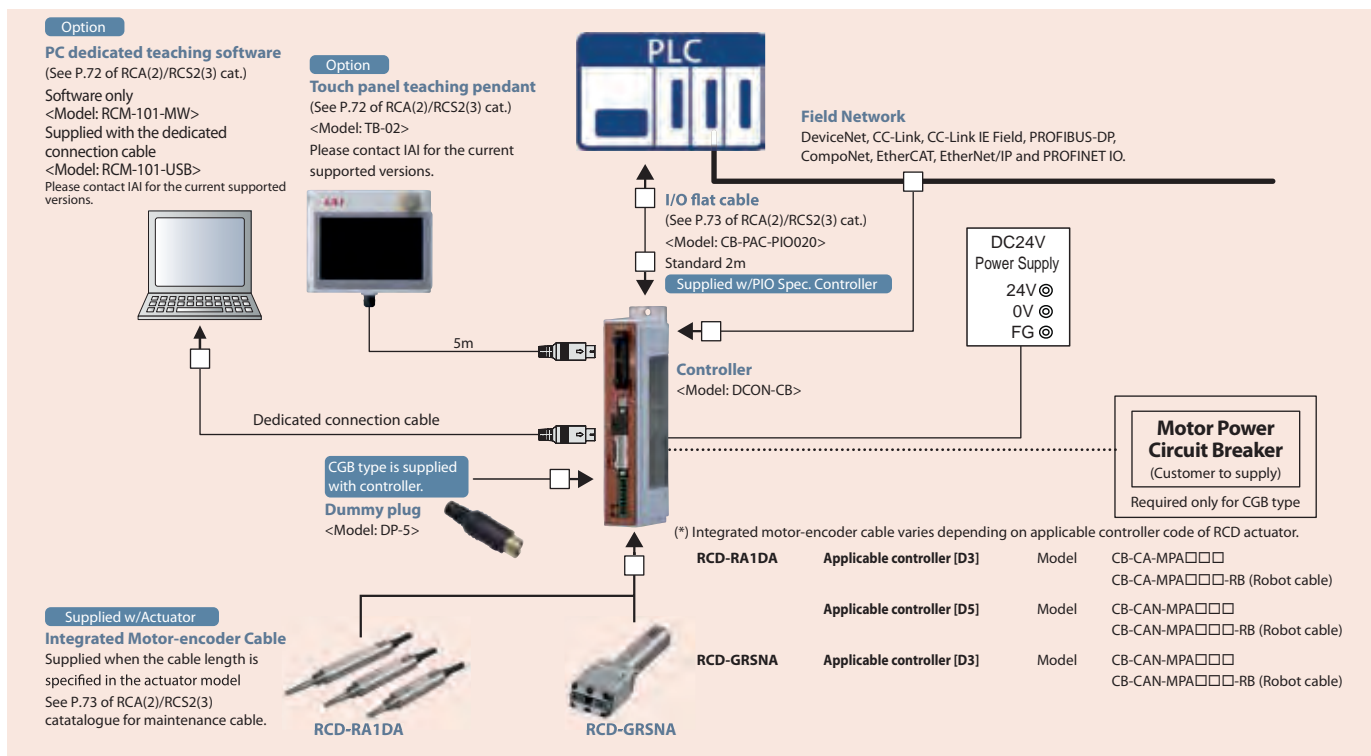 Option
PC dedicated teaching software
(See P.72 of RCA(2)/RCS2(3) cat.)
Software only
<Model: RCM-101-MW>
Supplied with the dedicated
connection cable
<Model: RCM-101-USB>
Please contact IAI for the current supported
versions.
Option
Touch panel teaching pendant
(See P.72 of RCA(2)/RCS2(3) cat.)
<Model: TB-02>
Please contact IAI for the current
supported versions.
PLC
Field Network
DeviceNet, CC-Link, CC-Link IE Field, PROFIBUS-DP,
CompoNet, EtherCAT, EtherNet/IP and PROFINET IO.
I/O flat cable
(See P.73 of RCA(2)/RCS2(3) cat.)
<Model: CB-PAC-PIO020>
Standard 2m
Supplied w/PIO Spec. Controller
DC24V
Power Supply
24V
0V
FG
5m
Controller
<Model: DCON-CB>
Dedicated connection cable
Motor Power
Circuit Breaker
(Customer to supply)
Required only for CGB type
CGB type is supplied
with controller.
Dummy plug
<Model: DP-5>
(*) Integrated motor-encoder cable varies depending on applicable controller code of RCD actuator.
RCD-RA1DA Applicable controller [D3] Model CB-CA-MPA□□□
CB-CA-MPA□□□-RB (Robot cable)
Applicable controller [D5] Model CB-CAN-MPA□□□
CB-CAN-MPA□□□-RB (Robot cable)
RCD-GRSNA Applicable controller [D3] Model CB-CAN-MPA□□□
CB-CAN-MPA□□□-RB (Robot cable)
Supplied w/Actuator
Integrated Motor-encoder Cable
Supplied when the cable length is
specified in the actuator model
See P.73 of RCA(2)/RCS2(3)
catatalogue for maintenance cable.
RCD-RA1DA
RCD-GRSNA